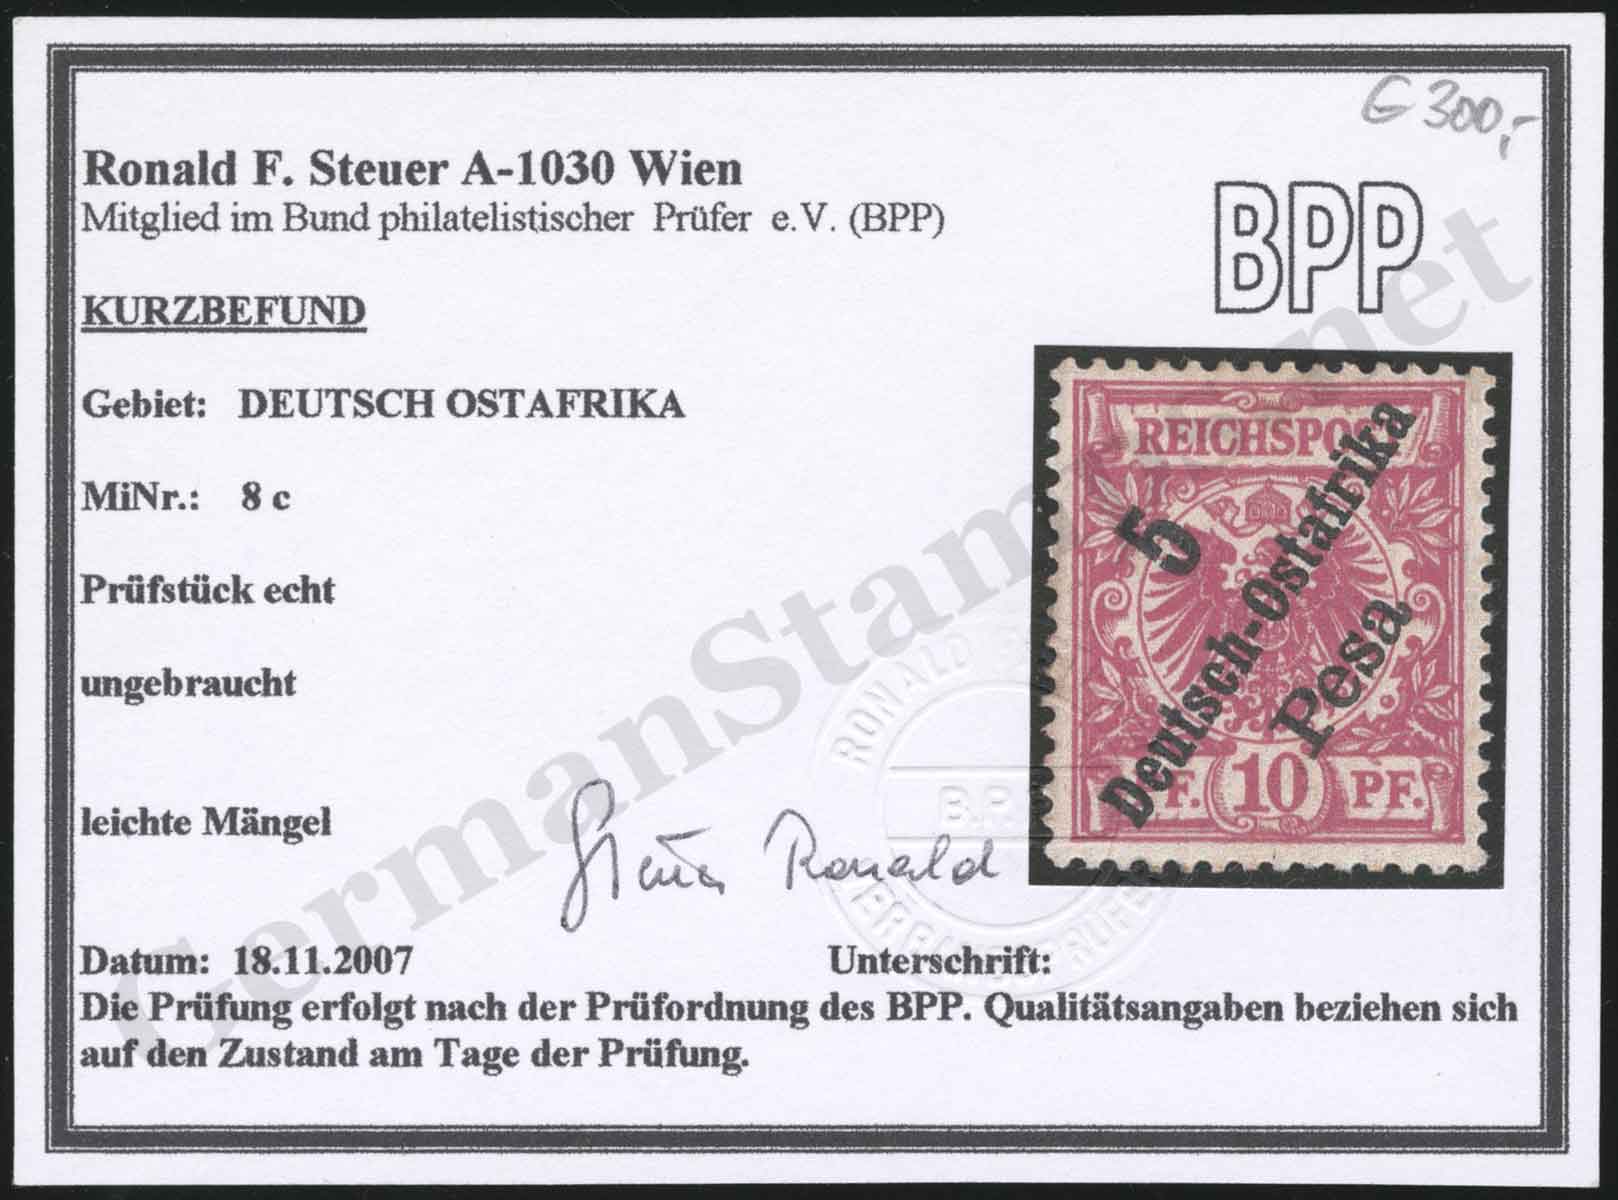 € 300,-
Ronald F. Steuer A-1030 Wien
Mitglied im Bund philatelistischer Prüfer e.V. (BPP)
BPP
KURZBEFUND
Gebiet: DEUTSCH OSTAFRIKA
MiNr.: 8 c
Prüfstück echt
ungebraucht
leichte Mängel
REICHSPOST
5
Deutsch-Ostafrika
Pesa
PF. 10 PF.
RONALD
B.P.
Steuer Ronald
Datum: 18.11.2007 Unterschrift:
Die Prüfung erfolgt nach der Prüfordnung des BPP. Qualitätsangaben beziehen sich
auf den Zustand am Tage der Prüfung.